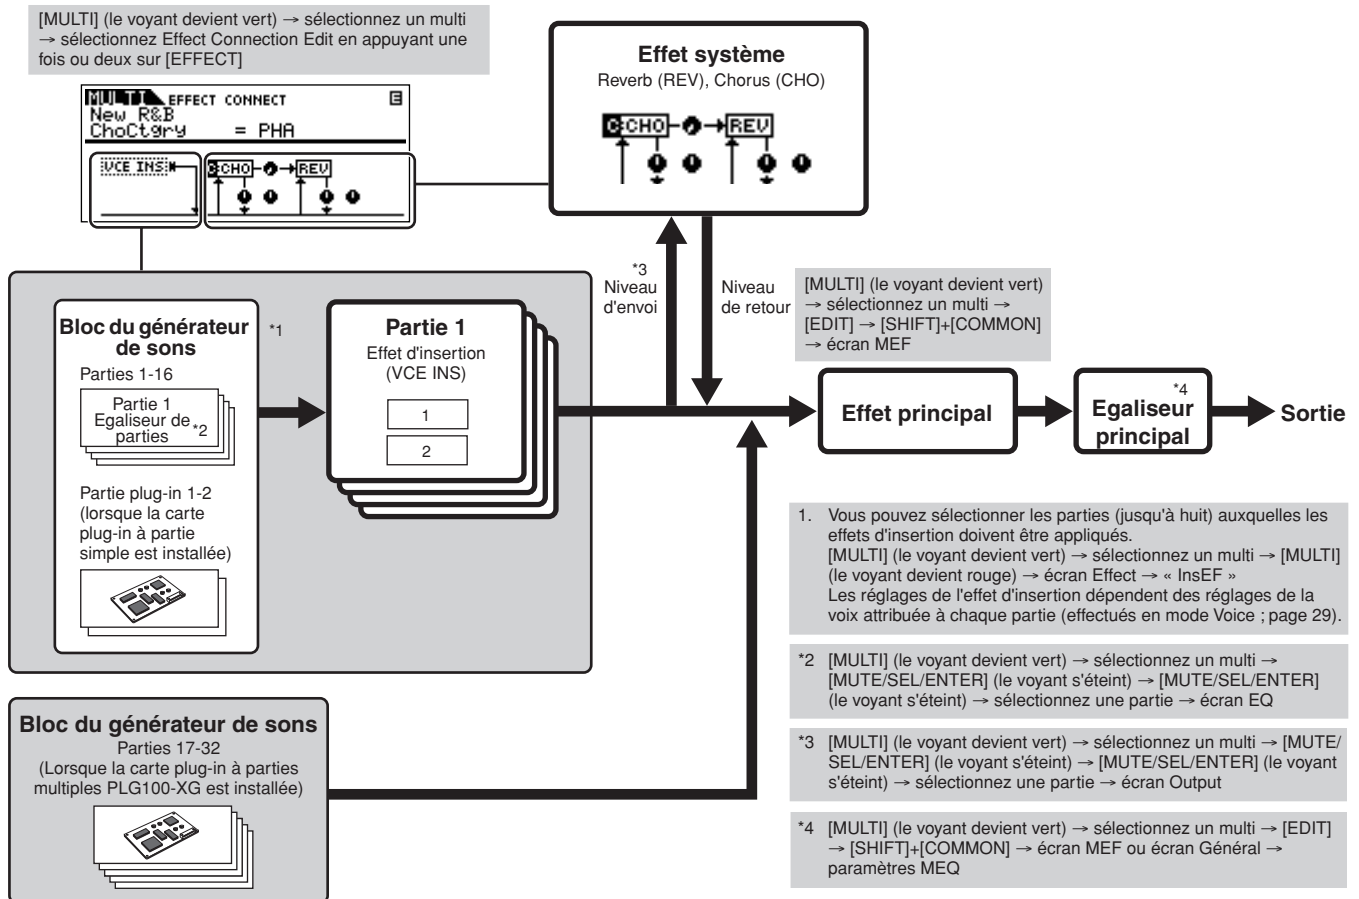 [MULTI] (le voyant devient vert) → sélectionnez un multi
→ sélectionnez Effect Connection Edit en appuyant une
fois ou deux sur [EFFECT]
MULTI EFFECT CONNECT E
New R&B
ChoCtgry = PHA
VCE INS
C:CHO
REV
Effet système
Reverb (REV), Chorus (CHO)
C:CHO
REV
*3
Niveau
d'envoi
Niveau
de retour
[MULTI] (le voyant devient vert)
→ sélectionnez un multi →
[EDIT] → [SHIFT]+[COMMON]
→ écran MEF
Bloc du générateur
de sons
Parties 1-16
Partie 1
Egaliseur de
parties *2
Partie plug-in 1-2
(lorsque la carte
plug-in à partie
simple est installée)
*1
Partie 1
Effet d'insertion
(VCE INS)
1
2
Effet principal
*4
Egaliseur
principal
Sortie
Bloc du générateur de sons
Parties 17-32
(Lorsque la carte plug-in à parties
multiples PLG100-XG est installée)
1. Vous pouvez sélectionner les parties (jusqu'à huit) auxquelles les
effets d'insertion doivent être appliqués.
[MULTI] (le voyant devient vert) → sélectionnez un multi → [MULTI]
(le voyant devient rouge) → écran Effect → « InsEF »
Les réglages de l'effet d'insertion dépendent des réglages de la
voix attribuée à chaque partie (effectués en mode Voice ; page 29).
*2 [MULTI] (le voyant devient vert) → sélectionnez un multi →
[MUTE/SEL/ENTER] (le voyant s'éteint) → [MUTE/SEL/ENTER]
(le voyant s'éteint) → sélectionnez une partie → écran EQ
*3 [MULTI] (le voyant devient vert) → sélectionnez un multi → [MUTE/
SEL/ENTER] (le voyant s'éteint) → [MUTE/SEL/ENTER] (le voyant
s'éteint) → sélectionnez une partie → écran Output
*4 [MULTI] (le voyant devient vert) → sélectionnez un multi → [EDIT]
→ [SHIFT]+[COMMON] → écran MEF ou écran Général →
paramètres MEQ